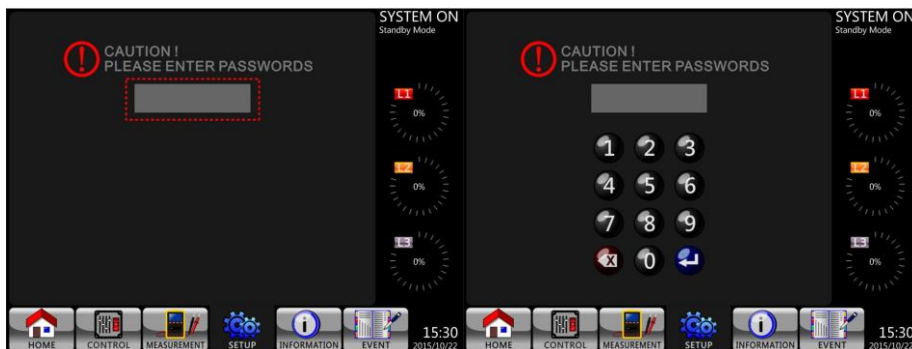 SYSTEM ON
Standby Mode
CAUTION !
PLEASE ENTER PASSWORDS
L1
0%
L2
0%
L3
0%
HOME
CONTROL
MEASUREMENT
SETUP
INFORMATION
EVENT
15:30
2015/10/22
SYSTEM ON
Standby Mode
CAUTION !
PLEASE ENTER PASSWORDS
1 2 3
4 5 6
7 8 9
X 0
L1
0%
L2
0%
L3
0%
HOME
CONTROL
MEASUREMENT
SETUP
INFORMATION
EVENT
15:30
2015/10/22